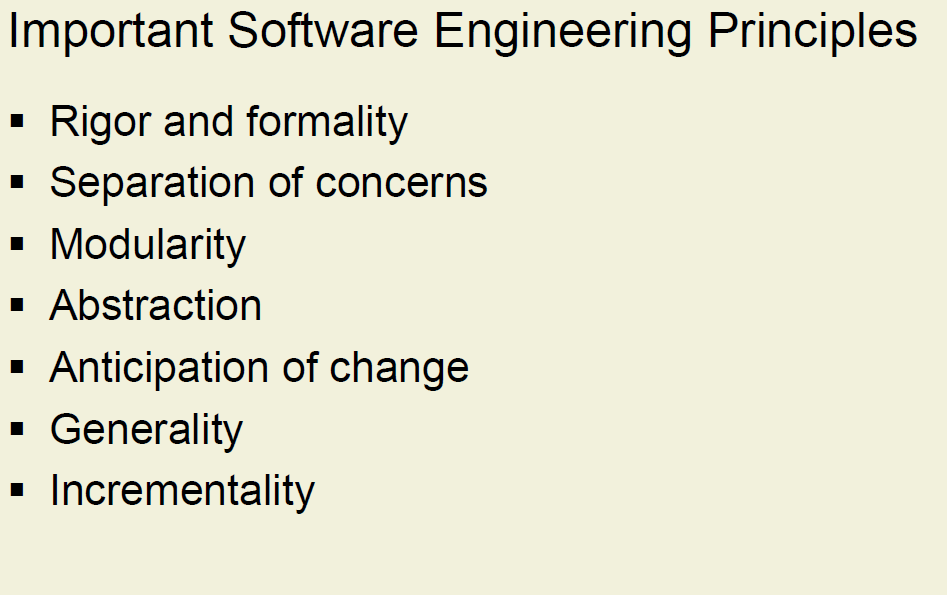 Important Software Engineering Principles
▪ Rigor and formality
▪ Separation of concerns
▪ Modularity
▪ Abstraction
▪ Anticipation of change
▪ Generality
▪ Incrementality